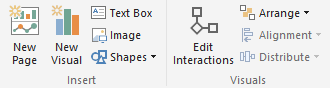 New Page
New Visual
Text Box
Image
Shapes
Insert
Edit Interactions
Arrange
Alignment
Distribute
Visuals